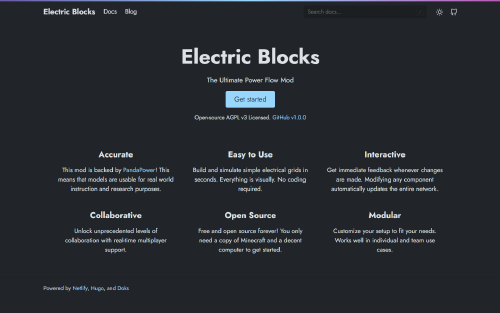 Electric Blocks Docs Blog Search docs...
Electric Blocks
The Ultimate Power Flow Mod
Get started
Opensource AGPL v3 Licensed. GitHub v1.0.0
Accurate
This mod is backed by PandaPower! This
means that models are usable for real world
instruction and research purposes.
Easy to Use
Build and simulate simple electrical grids in
seconds. Everything is visually. No coding
required.
Interactive
Get immediate feedback whenever changes
are made. Modifying any component
automatically updates the entire network.
Collaborative
Unlock unprecedented levels of
collaboration with real-time multiplayer
support.
Open Source
Free and open source forever! You only
need a copy of Minecraft and a decent
computer to get started.
Modular
Customize your setup to fit your needs.
Works well in individual and team use
cases.
Powered by Netlify, Hugo, and Doks